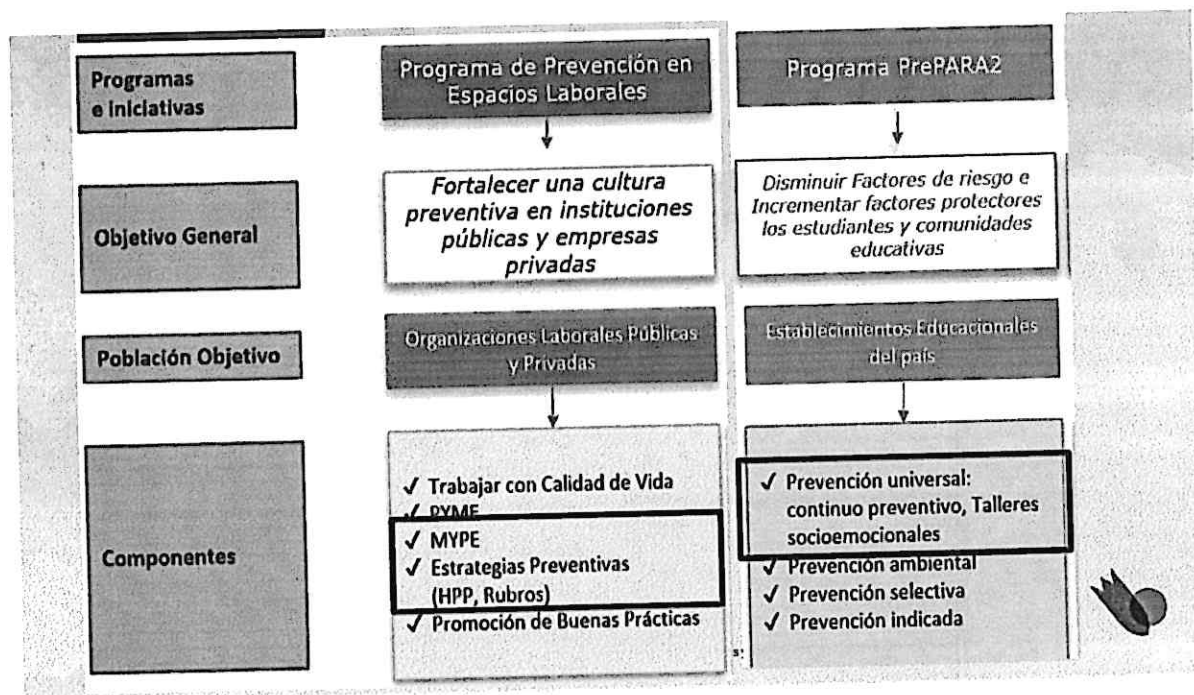 Programas
e Iniciativas
Programa de Prevención en
Espacios Laborales
Programa PrePARA2
Objetivo General
Fortalecer una cultura
preventiva en instituciones
públicas y empresas
privadas
Disminuir Factores de riesgo e
Incrementar factores protectores
los estudiantes y comunidades
educativas
Población Objetivo
Organizaciones Laborales Públicas
y Privadas
Establecimientos Educacionales
del país
Componentes
✓ Trabajar con Calidad de Vida
✓ PYME
✓ MYPE
✓ Estrategias Preventivas
(HPP, Rubros)
✓ Promoción de Buenas Prácticas
✓ Prevención universal:
continuo preventivo, Talleres
socioemocionales
✓ Prevención ambiental
✓ Prevención selectiva
✓ Prevención indicada
s: